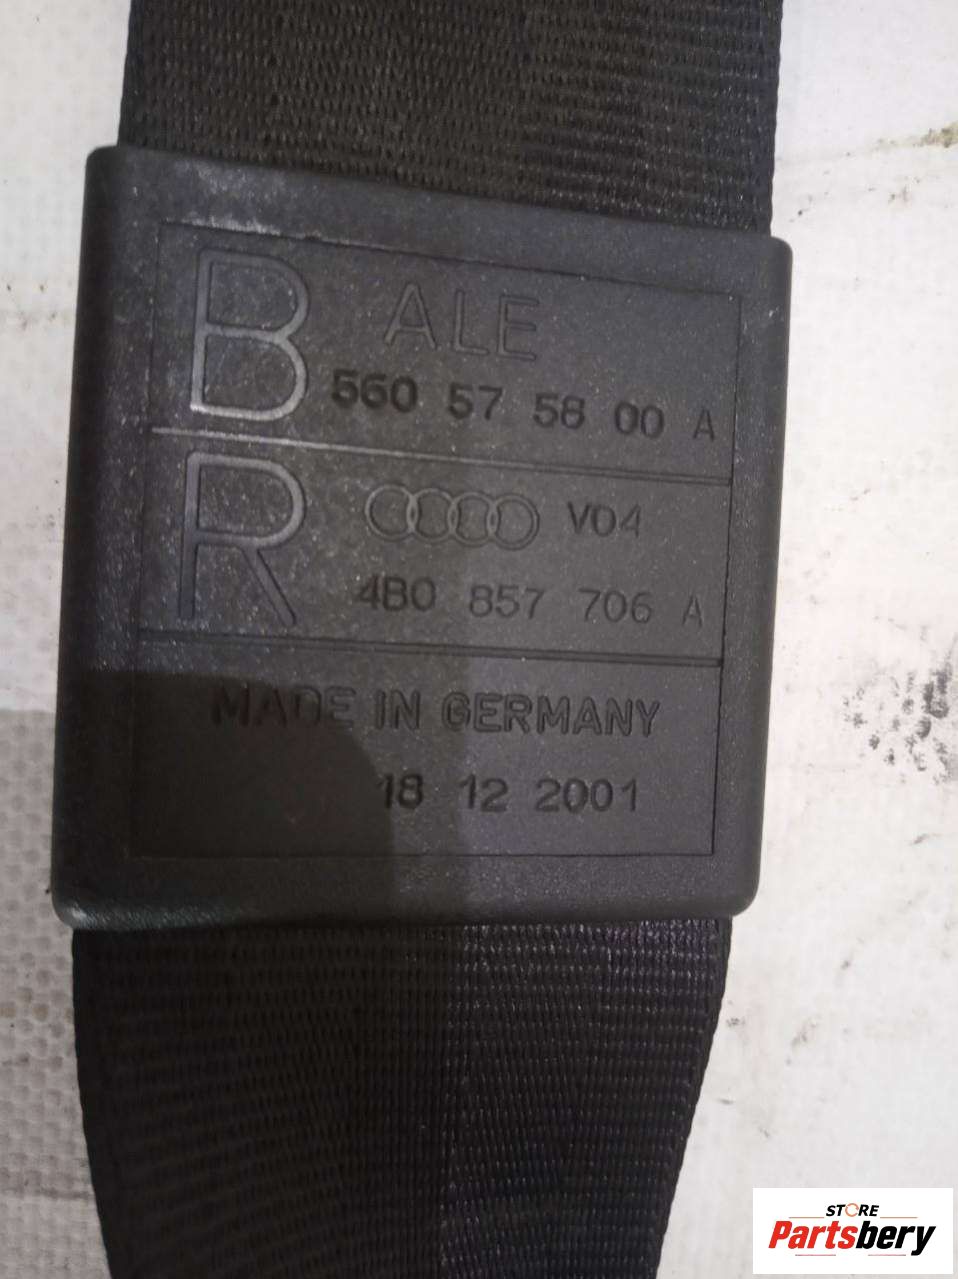 B ALE
560 57 58 00 A
R V04
4B0 857 706 A
MADE IN GERMANY
18 12 2001
STORE
Partsbery